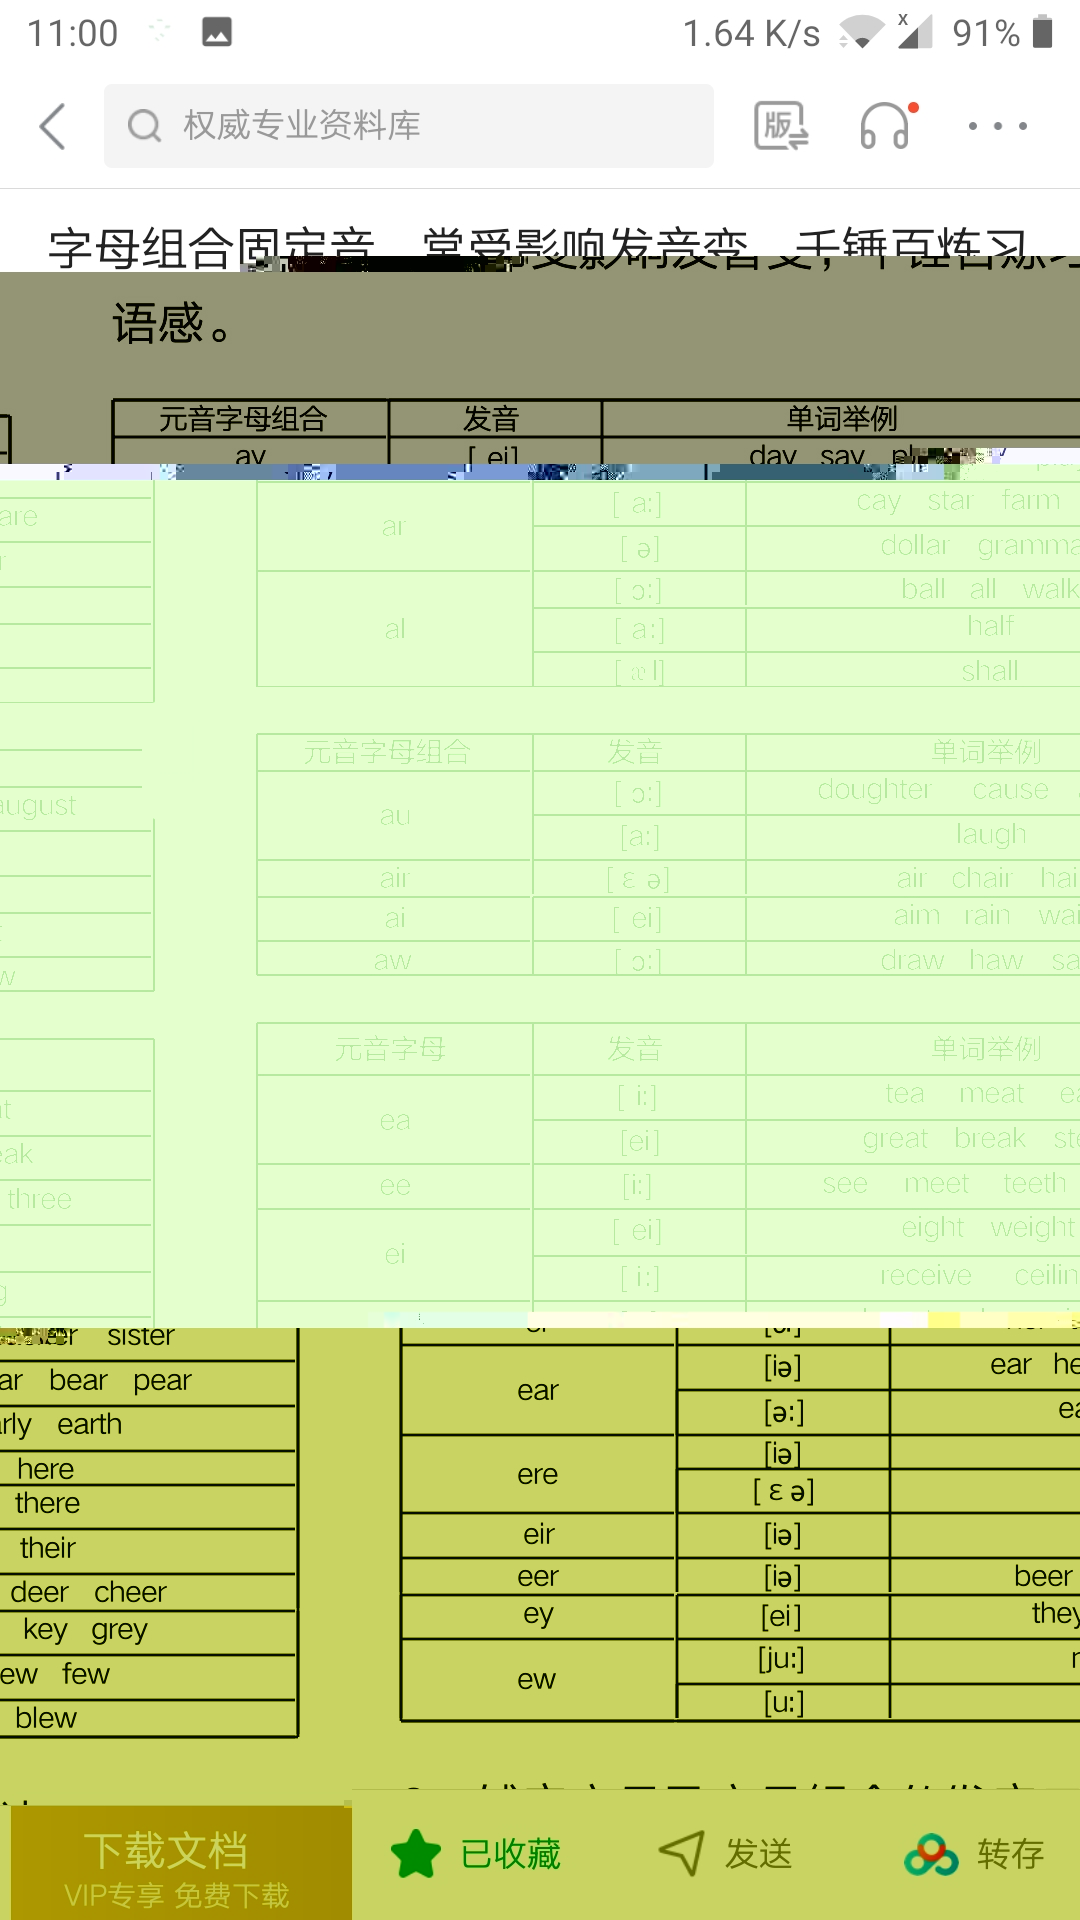 11:00 1.64 K/s x 91%
权威专业资料库 版
字母组合固定音 常受影响发音变,千锤百炼习
语感。
元音字母组合 发音 单词举例
ay [ ei] day say
are ar [ a:] cay star farm
[ ə] dollar gramma
al [ ɔ:] ball all walk
[ a:] half
[ æl] shall
元音字母组合 发音 单词举例
august au [ ɔ:] doughter cause
[a:] laugh
air [ ɛ ə] air chair hai
ai [ ei] aim rain wai
w aw [ ɔ:] draw haw sa
元音字母 发音 单词举例
ea [ i:] tea meat ea
eak [ei] great break ste
three ee [i:] see meet teeth
ei [ ei] eight weight
g [ i:] receive ceilin
sister
ar bear pear ear [iə] ear he
rly earth [ə:] ea
here ere [iə]
there [ ɛ ə]
their eir [iə]
deer cheer eer [iə] beer
key grey ey [ei] they
ew few ew [ju:]
blew [u:]
下载文档 已收藏 发送 转存
VIP专享 免费下载